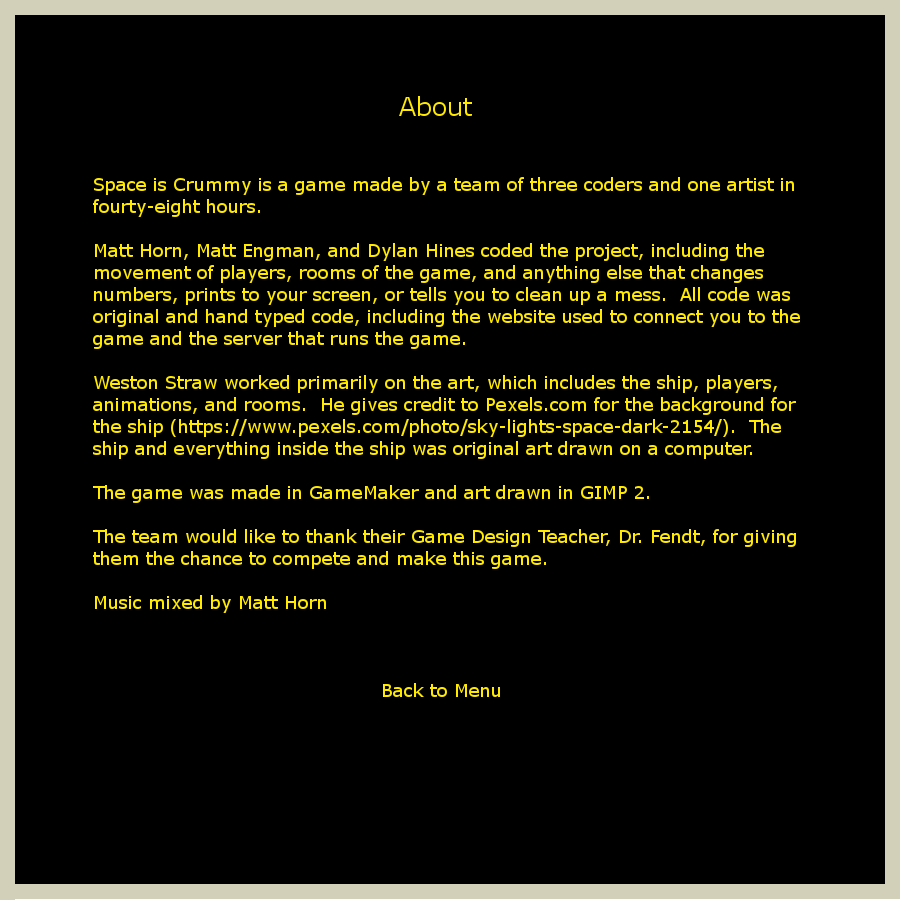 About
Space is Crummy is a game made by a team of three coders and one artist in
fourty-eight hours.
Matt Horn, Matt Engman, and Dylan Hines coded the project, including the
movement of players, rooms of the game, and anything else that changes
numbers, prints to your screen, or tells you to clean up a mess.  All code was
original and hand typed code, including the website used to connect you to the
game and the server that runs the game.
Weston Straw worked primarily on the art, which includes the ship, players,
animations, and rooms.  He gives credit to Pexels.com for the background for
the ship (https://www.pexels.com/photo/sky-lights-space-dark-2154/).  The
ship and everything inside the ship was original art drawn on a computer.
The game was made in GameMaker and art drawn in GIMP 2.
The team would like to thank their Game Design Teacher, Dr. Fendt, for giving
them the chance to compete and make this game.
Music mixed by Matt Horn
Back to Menu